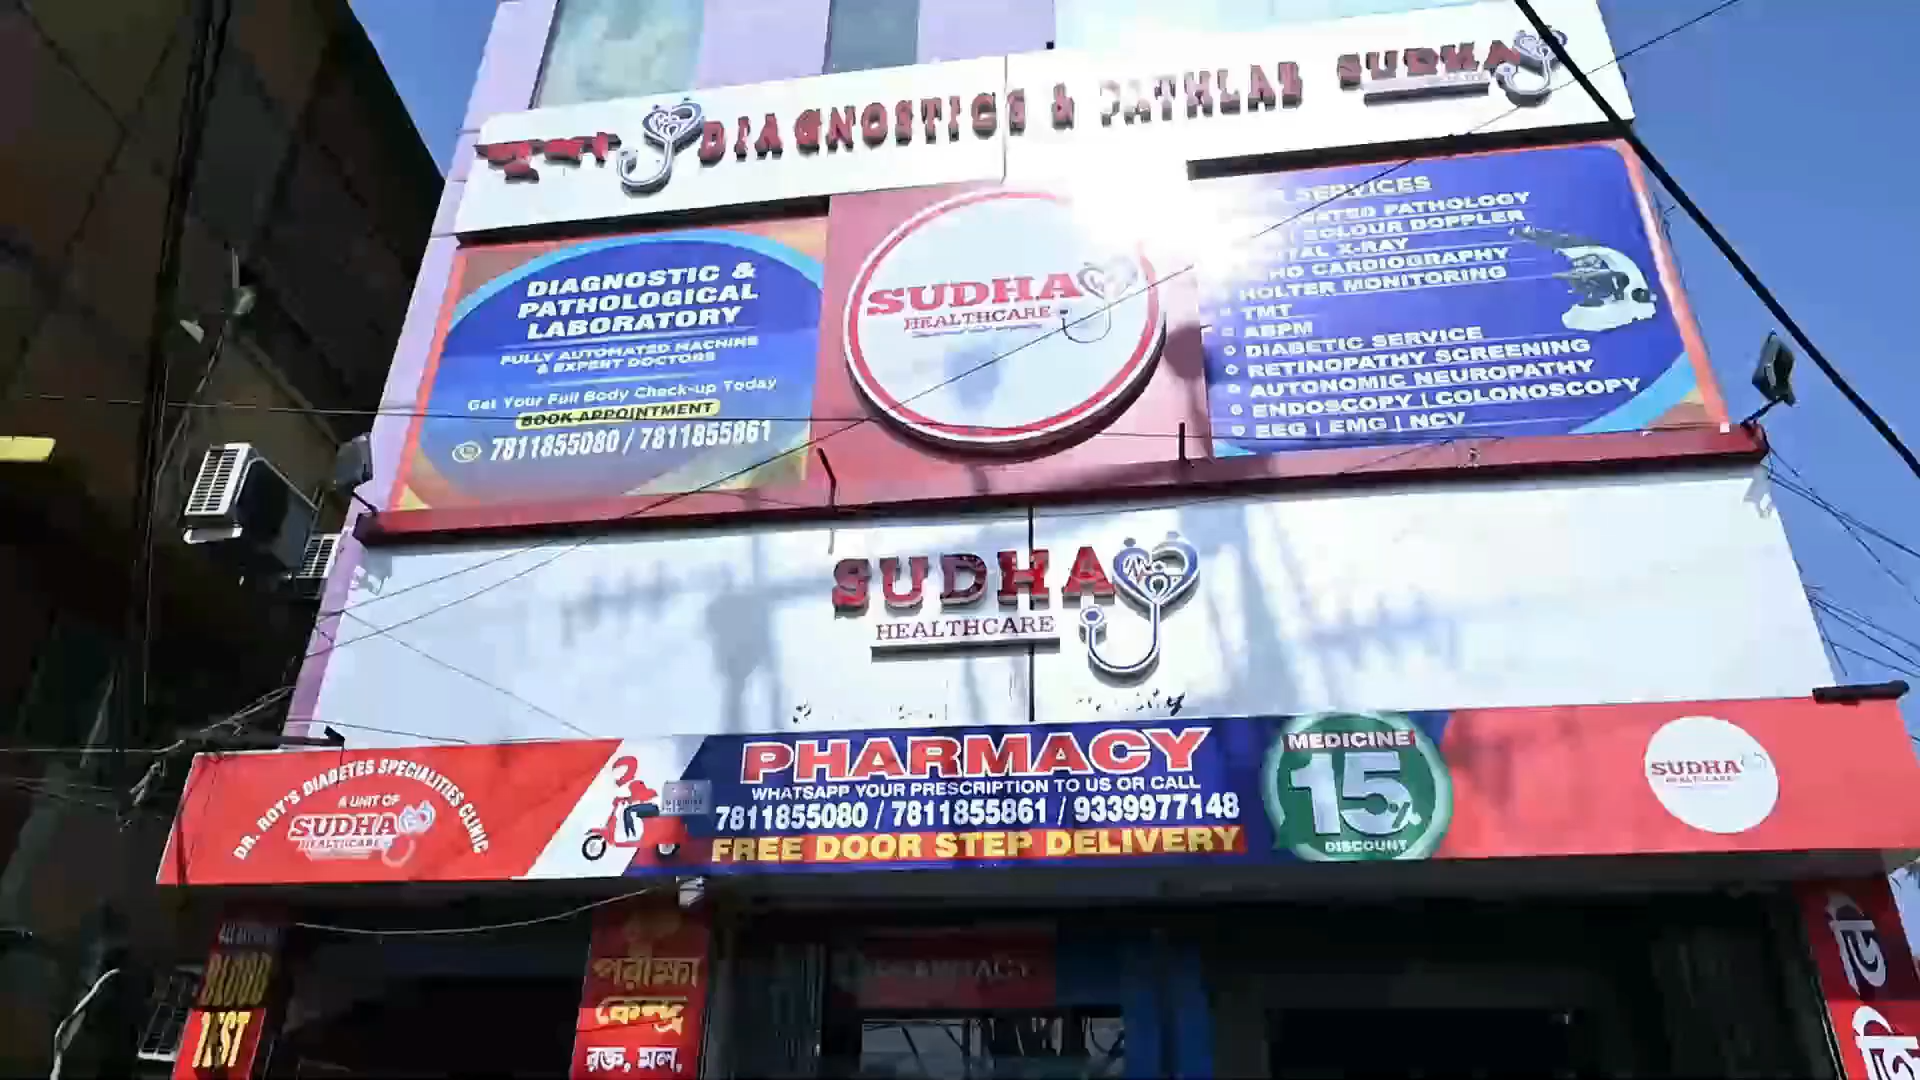 DIAGNOSTICS & PATHLAB SUDHA
DIAGNOSTIC &
PATHOLOGICAL
LABORATORY
FULLY AUTOMATED MACHINE
& EXPERT DOCTORS
Get Your Full Body Check-up Today
BOOK APPOINTMENT
7811855080 / 7811855861
SUDHA
HEALTHCARE
SERVICES
PATHOLOGY
COLOUR DOPPLER
X-RAY
CARDIOGRAPHY
HOLTER MONITORING
TMT
ABPM
DIABETIC SERVICE
RETINOPATHY SCREENING
AUTONOMIC NEUROPATHY
ENDOSCOPY | COLONOSCOPY
EEG | EMG | NCV
SUDHA
HEALTHCARE
DR. ROY'S DIABETES SPECIALITIES CLINIC
A UNIT OF
SUDHA
HEALTHCARE
PHARMACY
WHATSAPP YOUR PRESCRIPTION TO US OR CALL
7811855080 / 7811855861 / 9339977148
FREE DOOR STEP DELIVERY
MEDICINE
15%
DISCOUNT
SUDHA
HEALTHCARE
BLOOD
TEST
পরীক্ষা
কেন্দ্র
রক্ত, মল,
PHARMACY